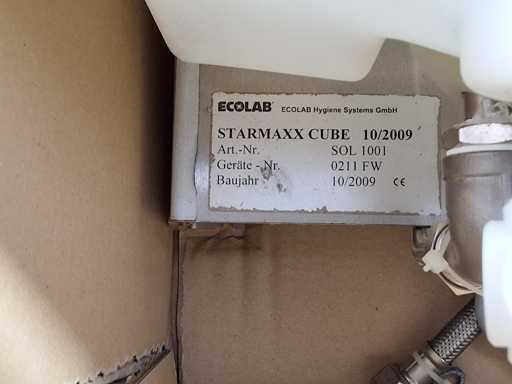 ECOLAB ECOLAB Hygiene Systems GmbH
STARMAXX CUBE 10/2009
Art.-Nr. SOL 1001
Geräte - Nr. 0211 FW
Baujahr 10/2009 CE